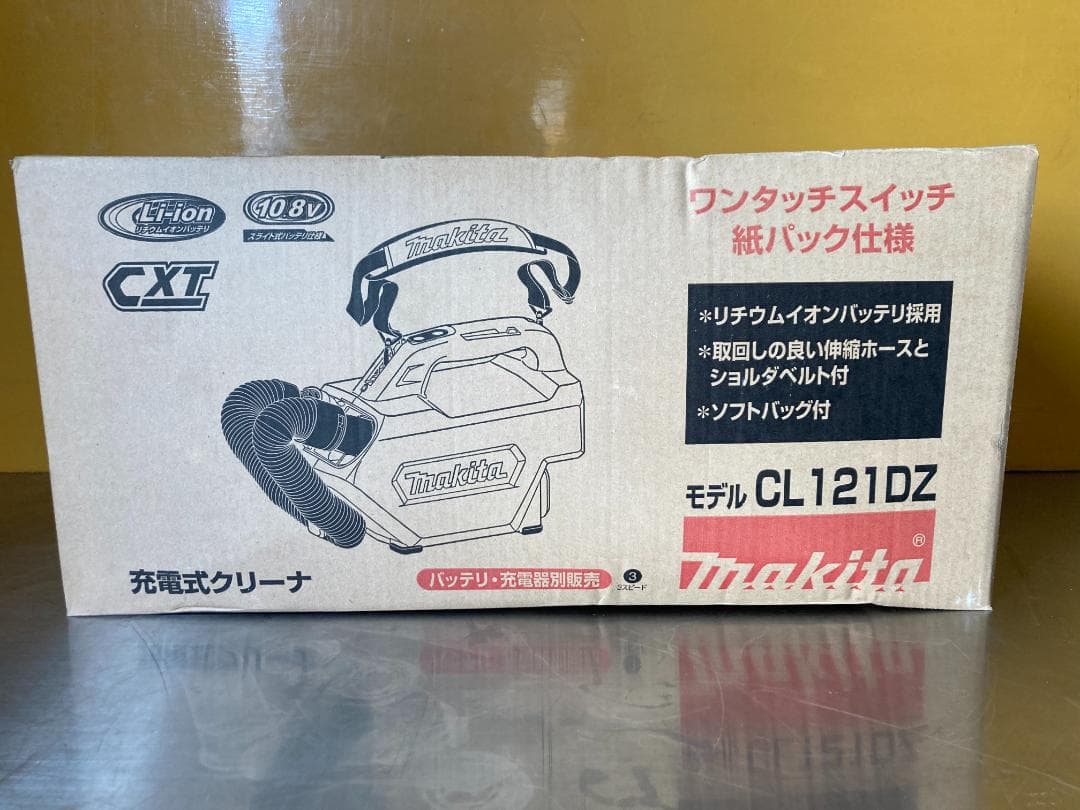 Li-ion
リチウムイオンバッテリ
10.8V
スライド式バッテリ仕様
CXT
makita
makita
充電式クリーナ
バッテリ・充電器別販売
3
3スピード
ワンタッチスイッチ
紙パック仕様
*リチウムイオンバッテリ採用
*取回しの良い伸縮ホースと
ショルダベルト付
*ソフトバッグ付
モデル CL121DZ
makita®